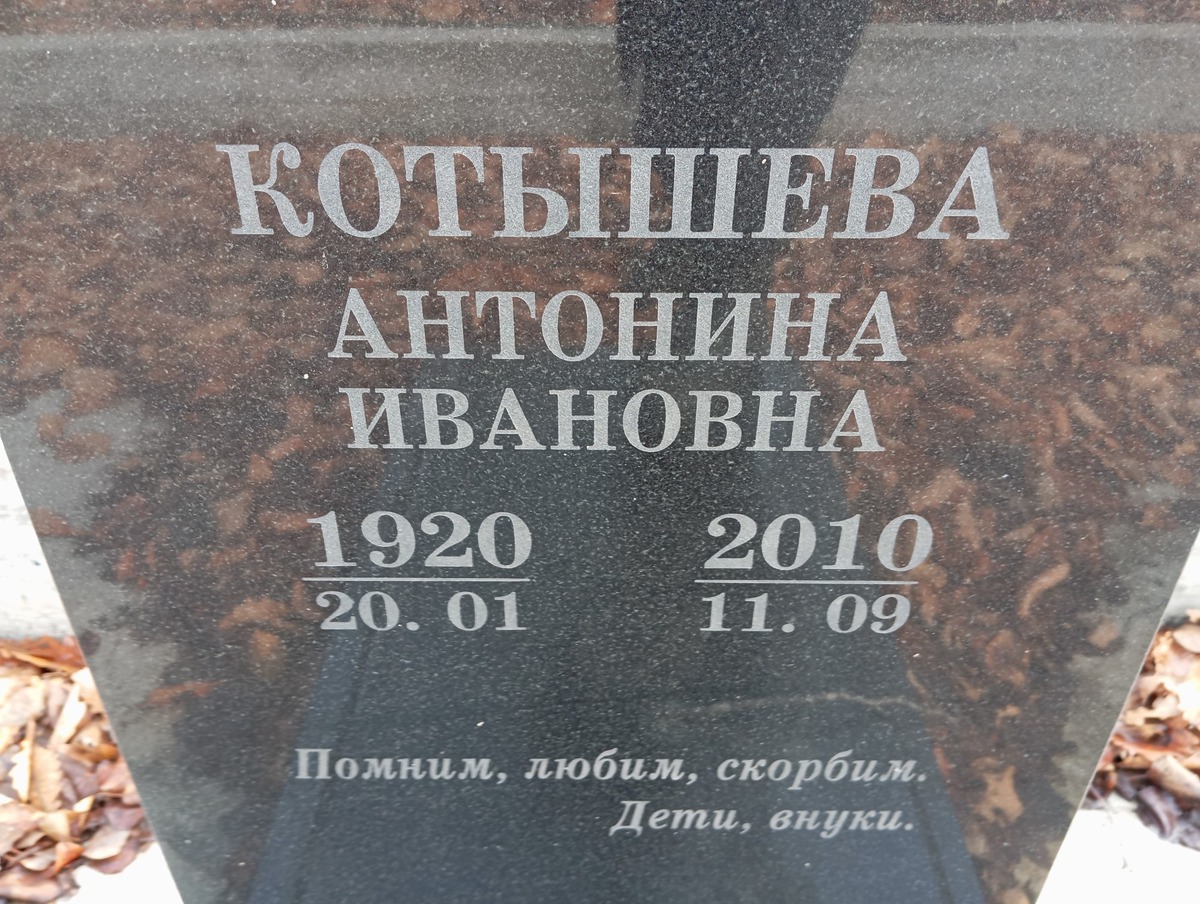 КОТЫШЕВА
АНТОНИНА
ИВАНОВНА
1920 2010
20. 01 11. 09
Помним, любим, скорбим.
Дети, внуки.